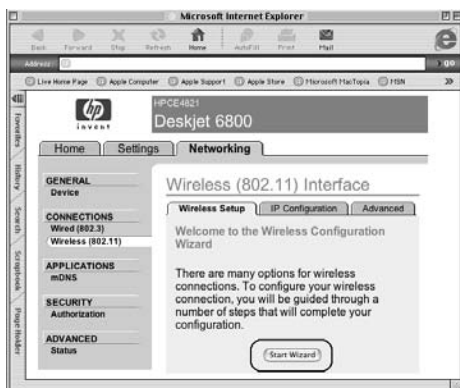 Microsoft Internet Explorer
Back Forward Stop Refresh Home AutoFill Print Mail
Address: go
Live Home Page Apple Computer Apple Support Apple Store Microsoft MacTopia MSN
Favorites
History
Search
Scrapbook
Page Holder
hp
invent
HPCE4821
Deskjet 6800
Home Settings Networking
GENERAL
Device
CONNECTIONS
Wired (802.3)
Wireless (802.11)
APPLICATIONS
mDNS
SECURITY
Authorization
ADVANCED
Status
Wireless (802.11) Interface
Wireless Setup IP Configuration Advanced
Welcome to the Wireless Configuration
Wizard
There are many options for wireless
connections. To configure your wireless
connection, you will be guided through a
number of steps that will complete your
configuration.
Start Wizard